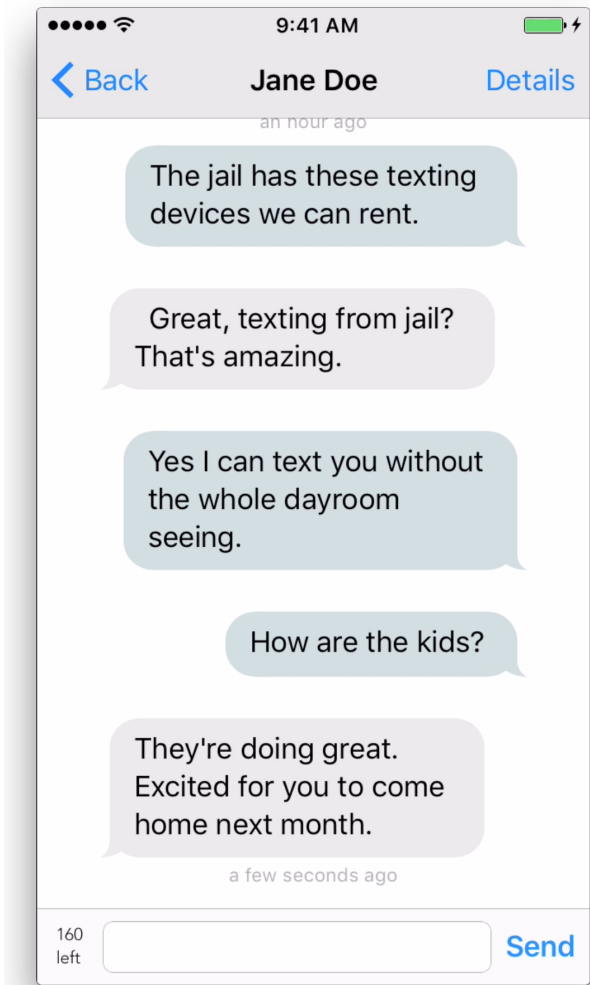 9:41 AM
Back Jane Doe Details
an hour ago
The jail has these texting
devices we can rent.
Great, texting from jail?
That's amazing.
Yes I can text you without
the whole dayroom
seeing.
How are the kids?
They're doing great.
Excited for you to come
home next month.
a few seconds ago
160
left
Send